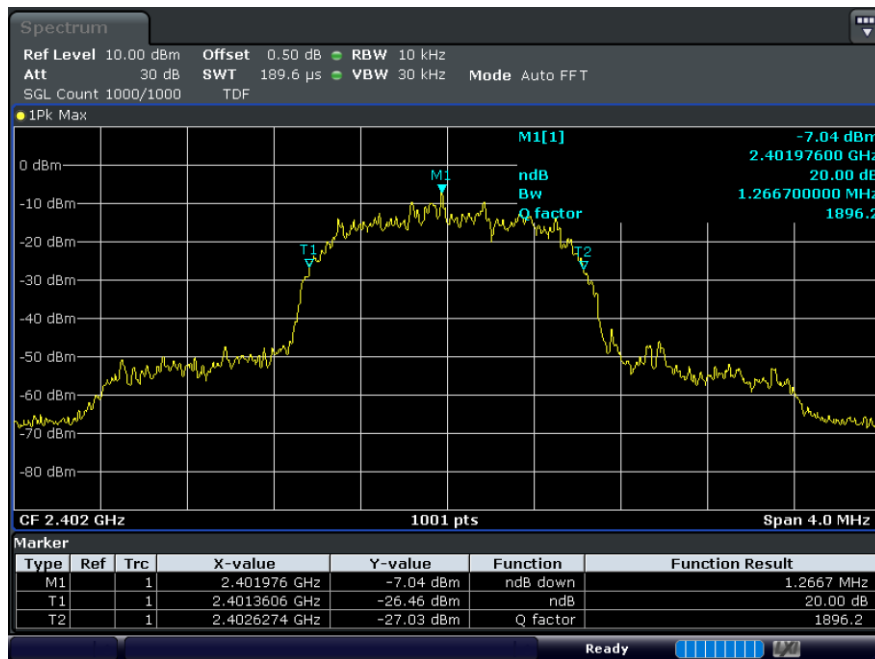 Spectrum
Ref Level 10.00 dBm Offset 0.50 dB RBW 10 kHz
Att 30 dB SWT 189.6 µs VBW 30 kHz Mode Auto FFT
SGL Count 1000/1000 TDF
1Pk Max
M1[1] -7.04 dBm
2.40197600 GHz
0 dBm
M1 ndB 20.00 dB
Bw 1.266700000 MHz
-10 dBm Q factor 1896.2
-20 dBm
T1 T2
-30 dBm
-40 dBm
-50 dBm
-60 dBm
-70 dBm
-80 dBm
CF 2.402 GHz 1001 pts Span 4.0 MHz
Marker
Type Ref Trc X-value Y-value Function Function Result
M1 1 2.401976 GHz -7.04 dBm ndB down 1.2667 MHz
T1 1 2.4013606 GHz -26.46 dBm ndB 20.00 dB
T2 1 2.4026274 GHz -27.03 dBm Q factor 1896.2
Ready